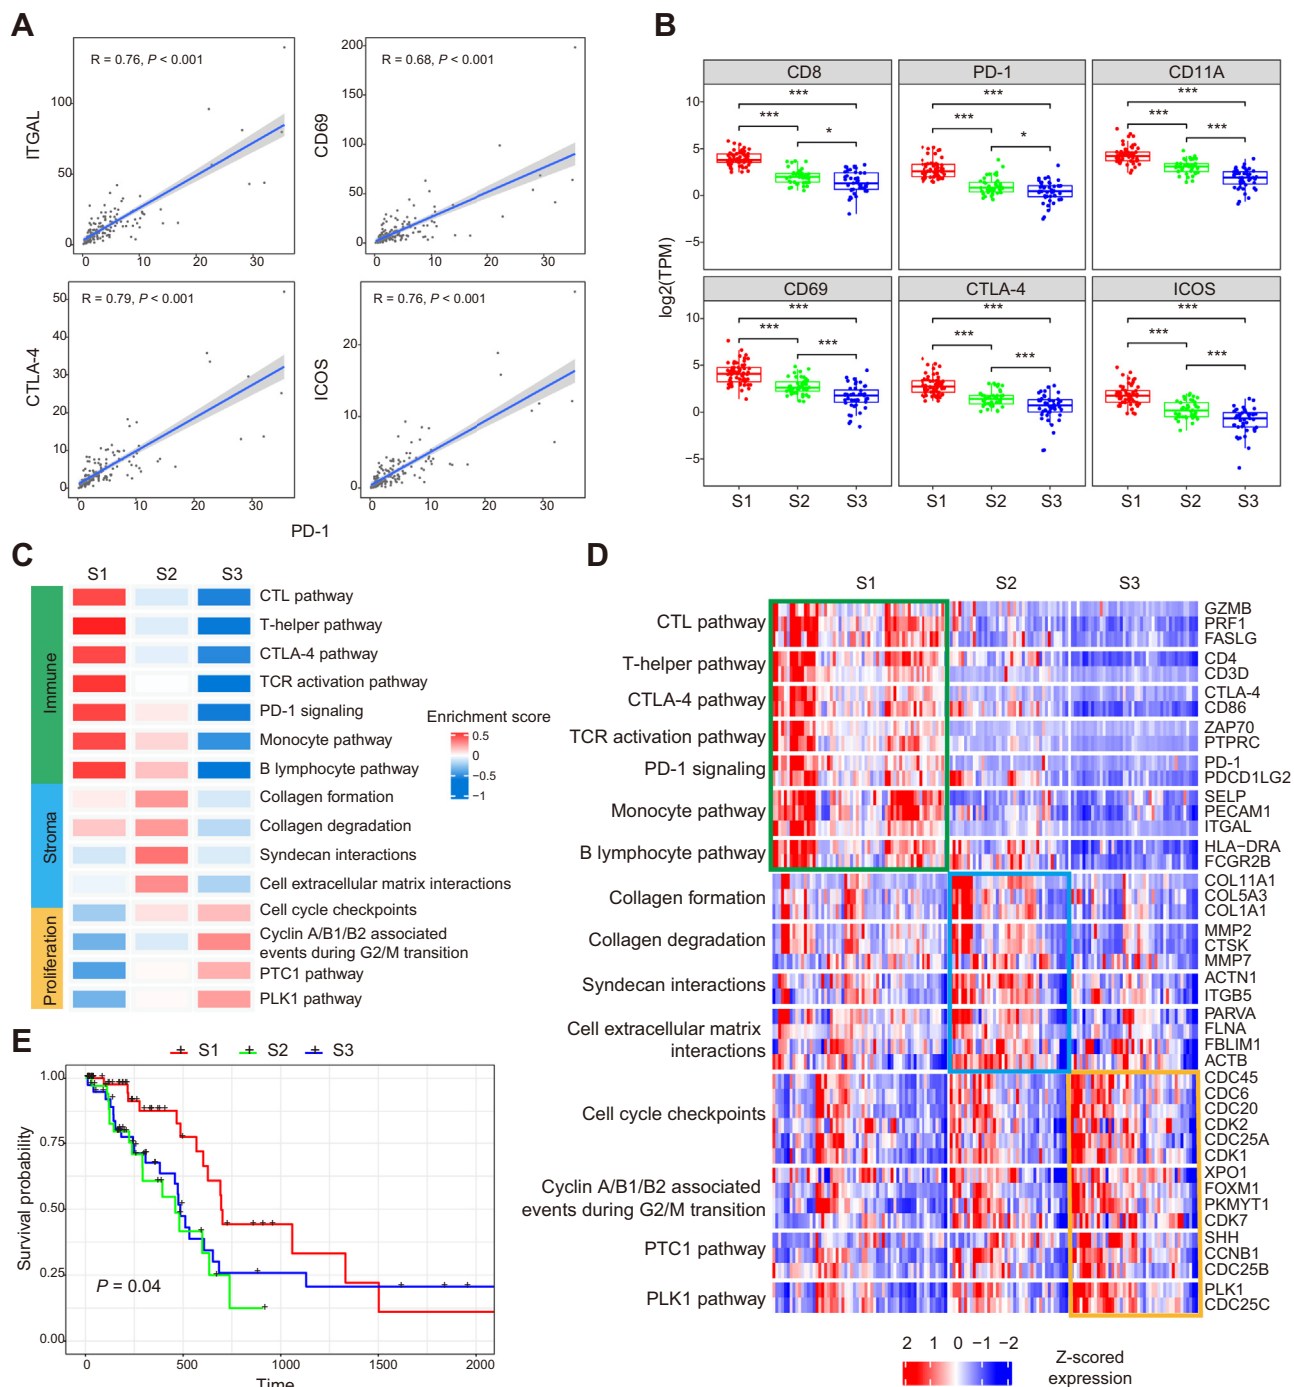 A
R = 0.76, P < 0.001
ITGAL
100
50
0
0 10 20 30
R = 0.68, P < 0.001
CD69
200
150
100
50
0
0 10 20 30
R = 0.79, P < 0.001
CTLA-4
50
40
30
20
10
0
0 10 20 30
R = 0.76, P < 0.001
ICOS
20
10
0
0 10 20 30
PD-1
B
CD8 PD-1 CD11A
*** *** ***
*** *** ***
* * ***
10
5
0
−5
log2(TPM)
CD69 CTLA-4 ICOS
*** *** ***
*** *** ***
*** *** ***
10
5
0
−5
S1 S2 S3 S1 S2 S3 S1 S2 S3
C
S1 S2 S3
Immune
CTL pathway
T-helper pathway
CTLA-4 pathway
TCR activation pathway
PD-1 signaling
Monocyte pathway
B lymphocyte pathway
Stroma
Collagen formation
Collagen degradation
Syndecan interactions
Cell extracellular matrix interactions
Proliferation
Cell cycle checkpoints
Cyclin A/B1/B2 associated
events during G2/M transition
PTC1 pathway
PLK1 pathway
Enrichment score
0.5
0
−0.5
−1
D
S1 S2 S3
CTL pathway
GZMB
PRF1
FASLG
T-helper pathway
CD4
CD3D
CTLA-4 pathway
CTLA-4
CD86
TCR activation pathway
ZAP70
PTPRC
PD-1 signaling
PD-1
PDCD1LG2
Monocyte pathway
SELP
PECAM1
ITGAL
B lymphocyte pathway
HLA−DRA
FCGR2B
Collagen formation
COL11A1
COL5A3
COL1A1
Collagen degradation
MMP2
CTSK
MMP7
Syndecan interactions
ACTN1
ITGB5
Cell extracellular matrix
interactions
PARVA
FLNA
FBLIM1
ACTB
Cell cycle checkpoints
CDC45
CDC6
CDC20
CDK2
CDC25A
CDK1
Cyclin A/B1/B2 associated
events during G2/M transition
XPO1
FOXM1
PKMYT1
CDK7
PTC1 pathway
SHH
CCNB1
CDC25B
PLK1 pathway
PLK1
CDC25C
2 1 0 −1 −2
Z-scored
expression
E
S1 S2 S3
Survival probability
1.00
0.75
0.50
0.25
0.00
P = 0.04
0 500 1000 1500 2000
Time